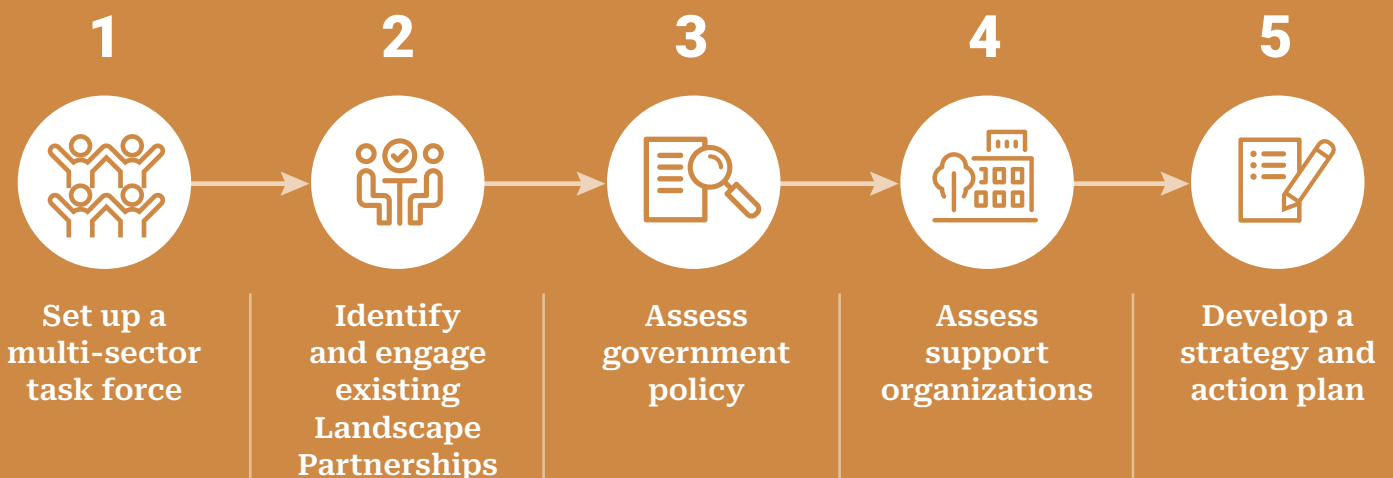 1
2
3
4
5
Set up a
multi-sector
task force
Identify
and engage
existing
Landscape
Partnerships
Assess
government
policy
Assess
support
organizations
Develop a
strategy and
action plan